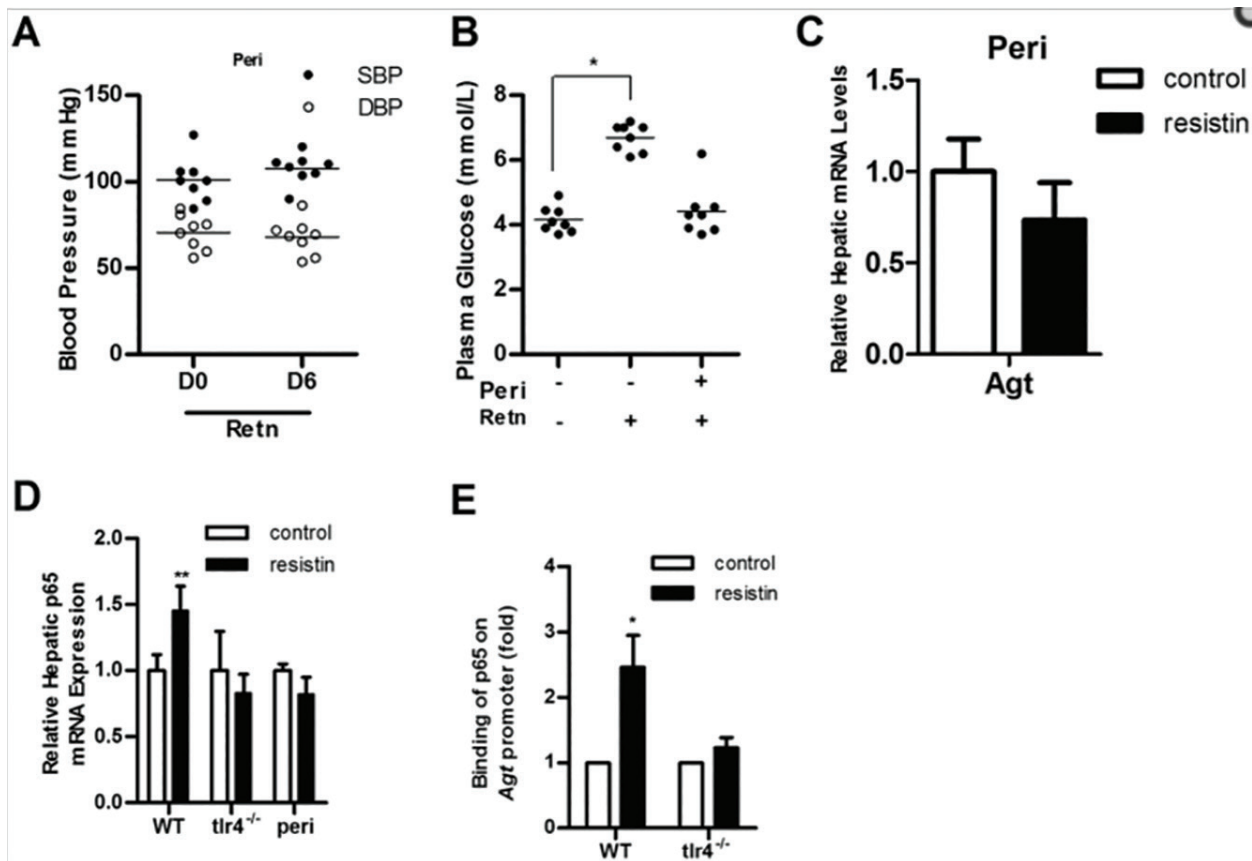 A
Peri
SBP
DBP
Blood Pressure (mmHg)
150
100
50
0
D0 D6
Retn
B
*
Plasma Glucose (mmol/L)
8
6
4
2
0
Peri - - +
Retn - + +
C
Peri
control
resistin
Relative Hepatic mRNA Levels
1.5
1.0
0.5
0.0
Agt
D
control
resistin
Relative Hepatic p65
mRNA Expression
2.0
1.5
1.0
0.5
0.0
**
WT tlr4-/- peri
E
control
resistin
Binding of p65 on
Agt promoter (fold)
4
3
2
1
0
*
WT tlr4-/-